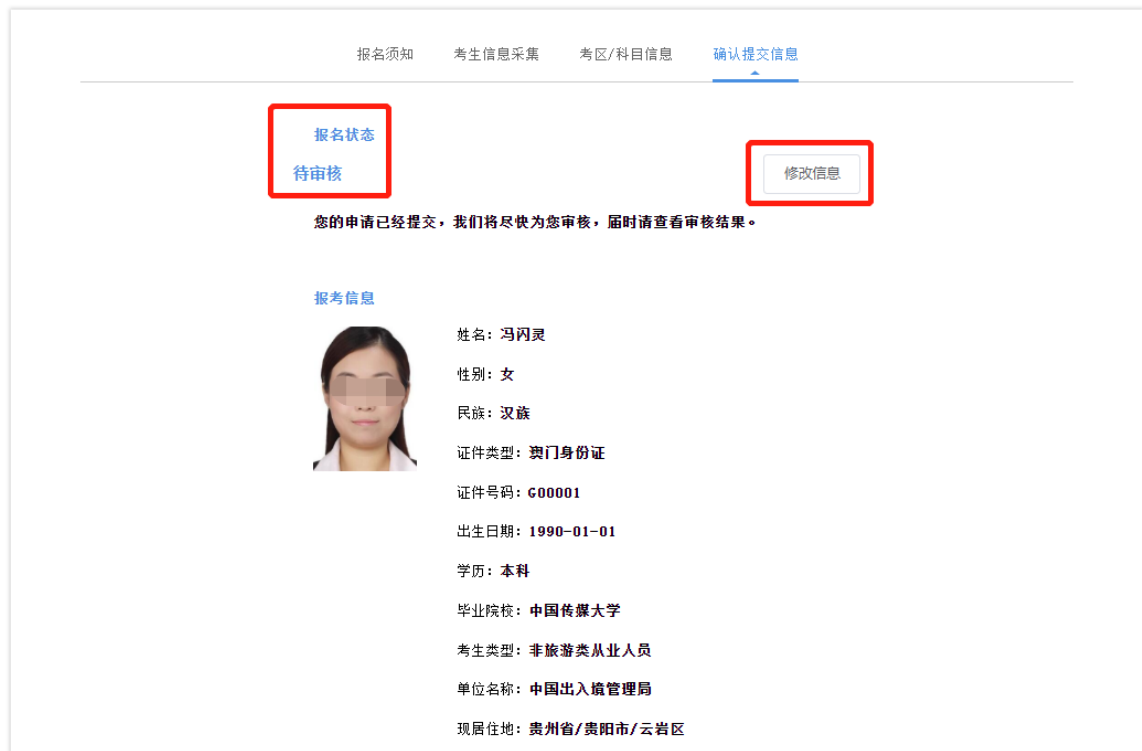 报名须知 考生信息采集 考区/科目信息 确认提交信息
报名状态
待审核
修改信息
您的申请已经提交，我们将尽快为您审核，届时请查看审核结果。
报考信息
姓名：冯闪灵
性别：女
民族：汉族
证件类型：澳门身份证
证件号码：G00001
出生日期：1990-01-01
学历：本科
毕业院校：中国传媒大学
考生类型：非旅游类从业人员
单位名称：中国出入境管理局
现居住地：贵州省/贵阳市/云岩区